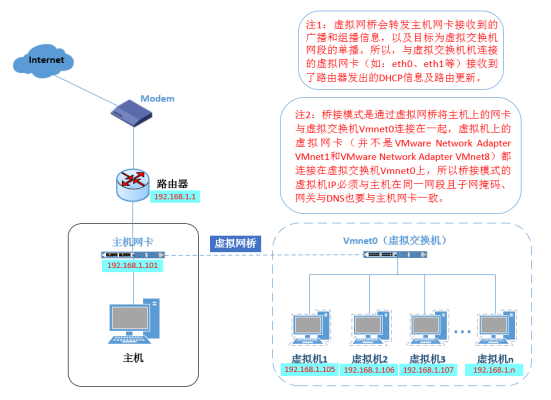 注1：虚拟网桥会转发主机网卡接收到的
广播和组播信息，以及目标为虚拟交换机
网段的单播。所以，与虚拟交换机机连接
的虚拟网卡（如：eth0、eth1等）接收到
了路由器发出的DHCP信息及路由更新。
Internet
Modem
注2：桥接模式是通过虚拟网桥将主机上的网卡
与虚拟交换机Vmnet0连接在一起，虚拟机上的
虚拟网卡（并不是VMware Network Adapter
VMnet1和VMware Network Adapter VMnet8）都
连接在虚拟交换机Vmnet0上，所以桥接模式的
虚拟机IP必须与主机在同一网段且子网掩码、
网关与DNS也要与主机网卡一致。
路由器
192.168.1.1
主机网卡
192.168.1.101
主机
虚拟网桥
Vmnet0（虚拟交换机）
虚拟机1
192.168.1.105
虚拟机2
192.168.1.106
虚拟机3
192.168.1.107
虚拟机n
192.168.1.n